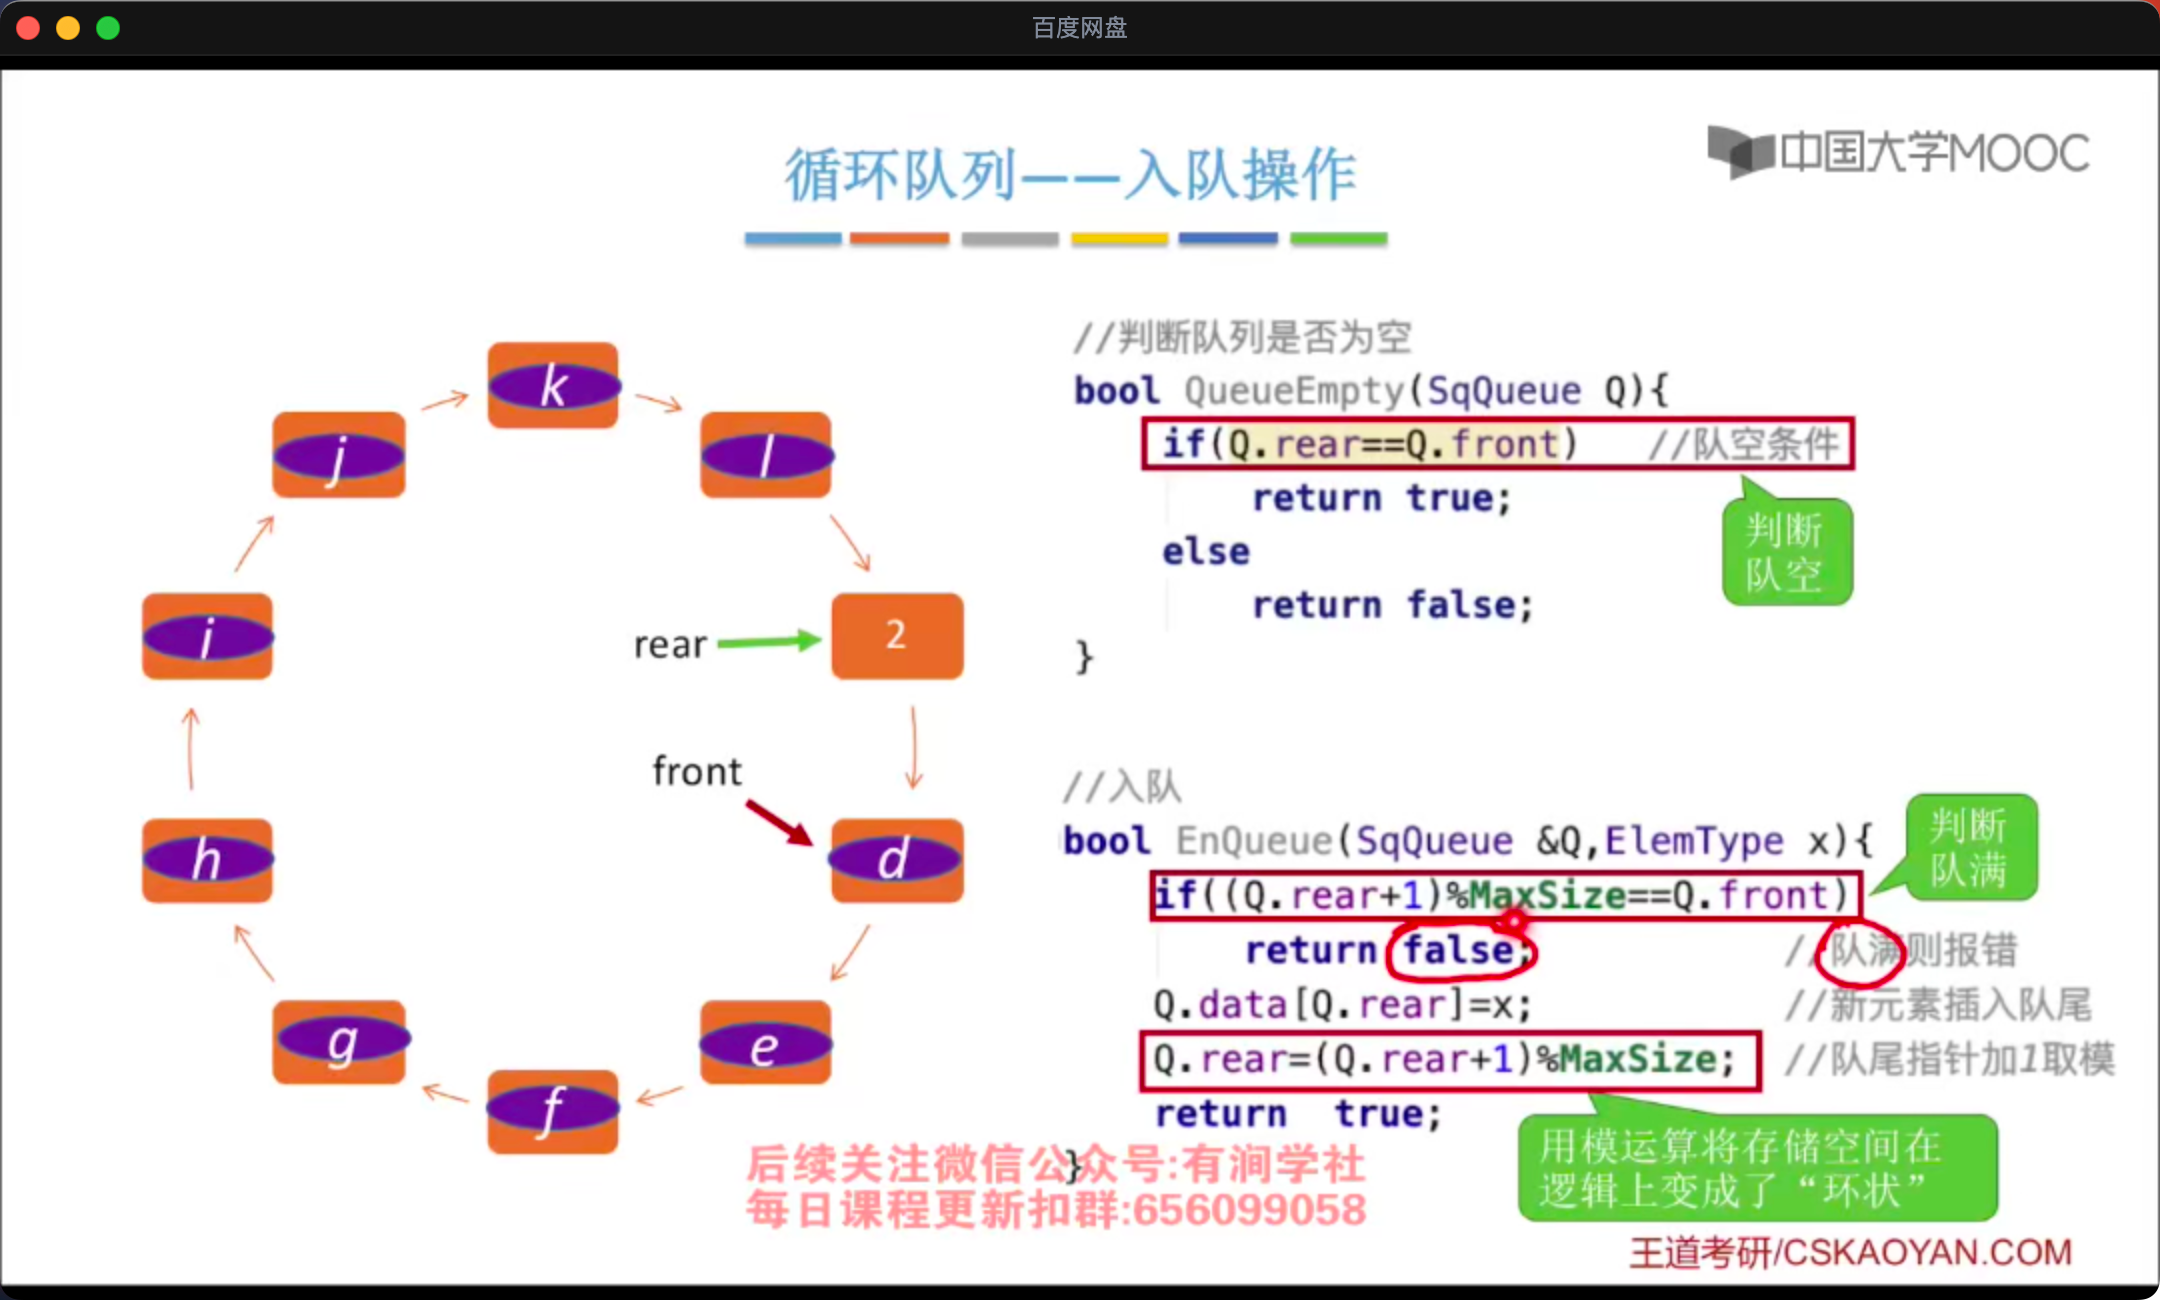 百度网盘
中国大学MOOC
循环队列——入队操作
k
j
l
i
rear
2
front
h
d
g
e
f
//判断队列是否为空
bool QueueEmpty(SqQueue Q){
if(Q.rear==Q.front) //队空条件
return true;
else
return false;
}
判断
队空
//入队
bool EnQueue(SqQueue &Q,ElemType x){
if((Q.rear+1)%MaxSize==Q.front)
return false; //队满则报错
Q.data[Q.rear]=x; //新元素插入队尾
Q.rear=(Q.rear+1)%MaxSize; //队尾指针加1取模
return true;
}
判断
队满
用模运算将存储空间在
逻辑上变成了“环状”
后续关注微信公众号:有涧学社
每日课程更新扣群:656099058
王道考研/CSKAOYAN.COM